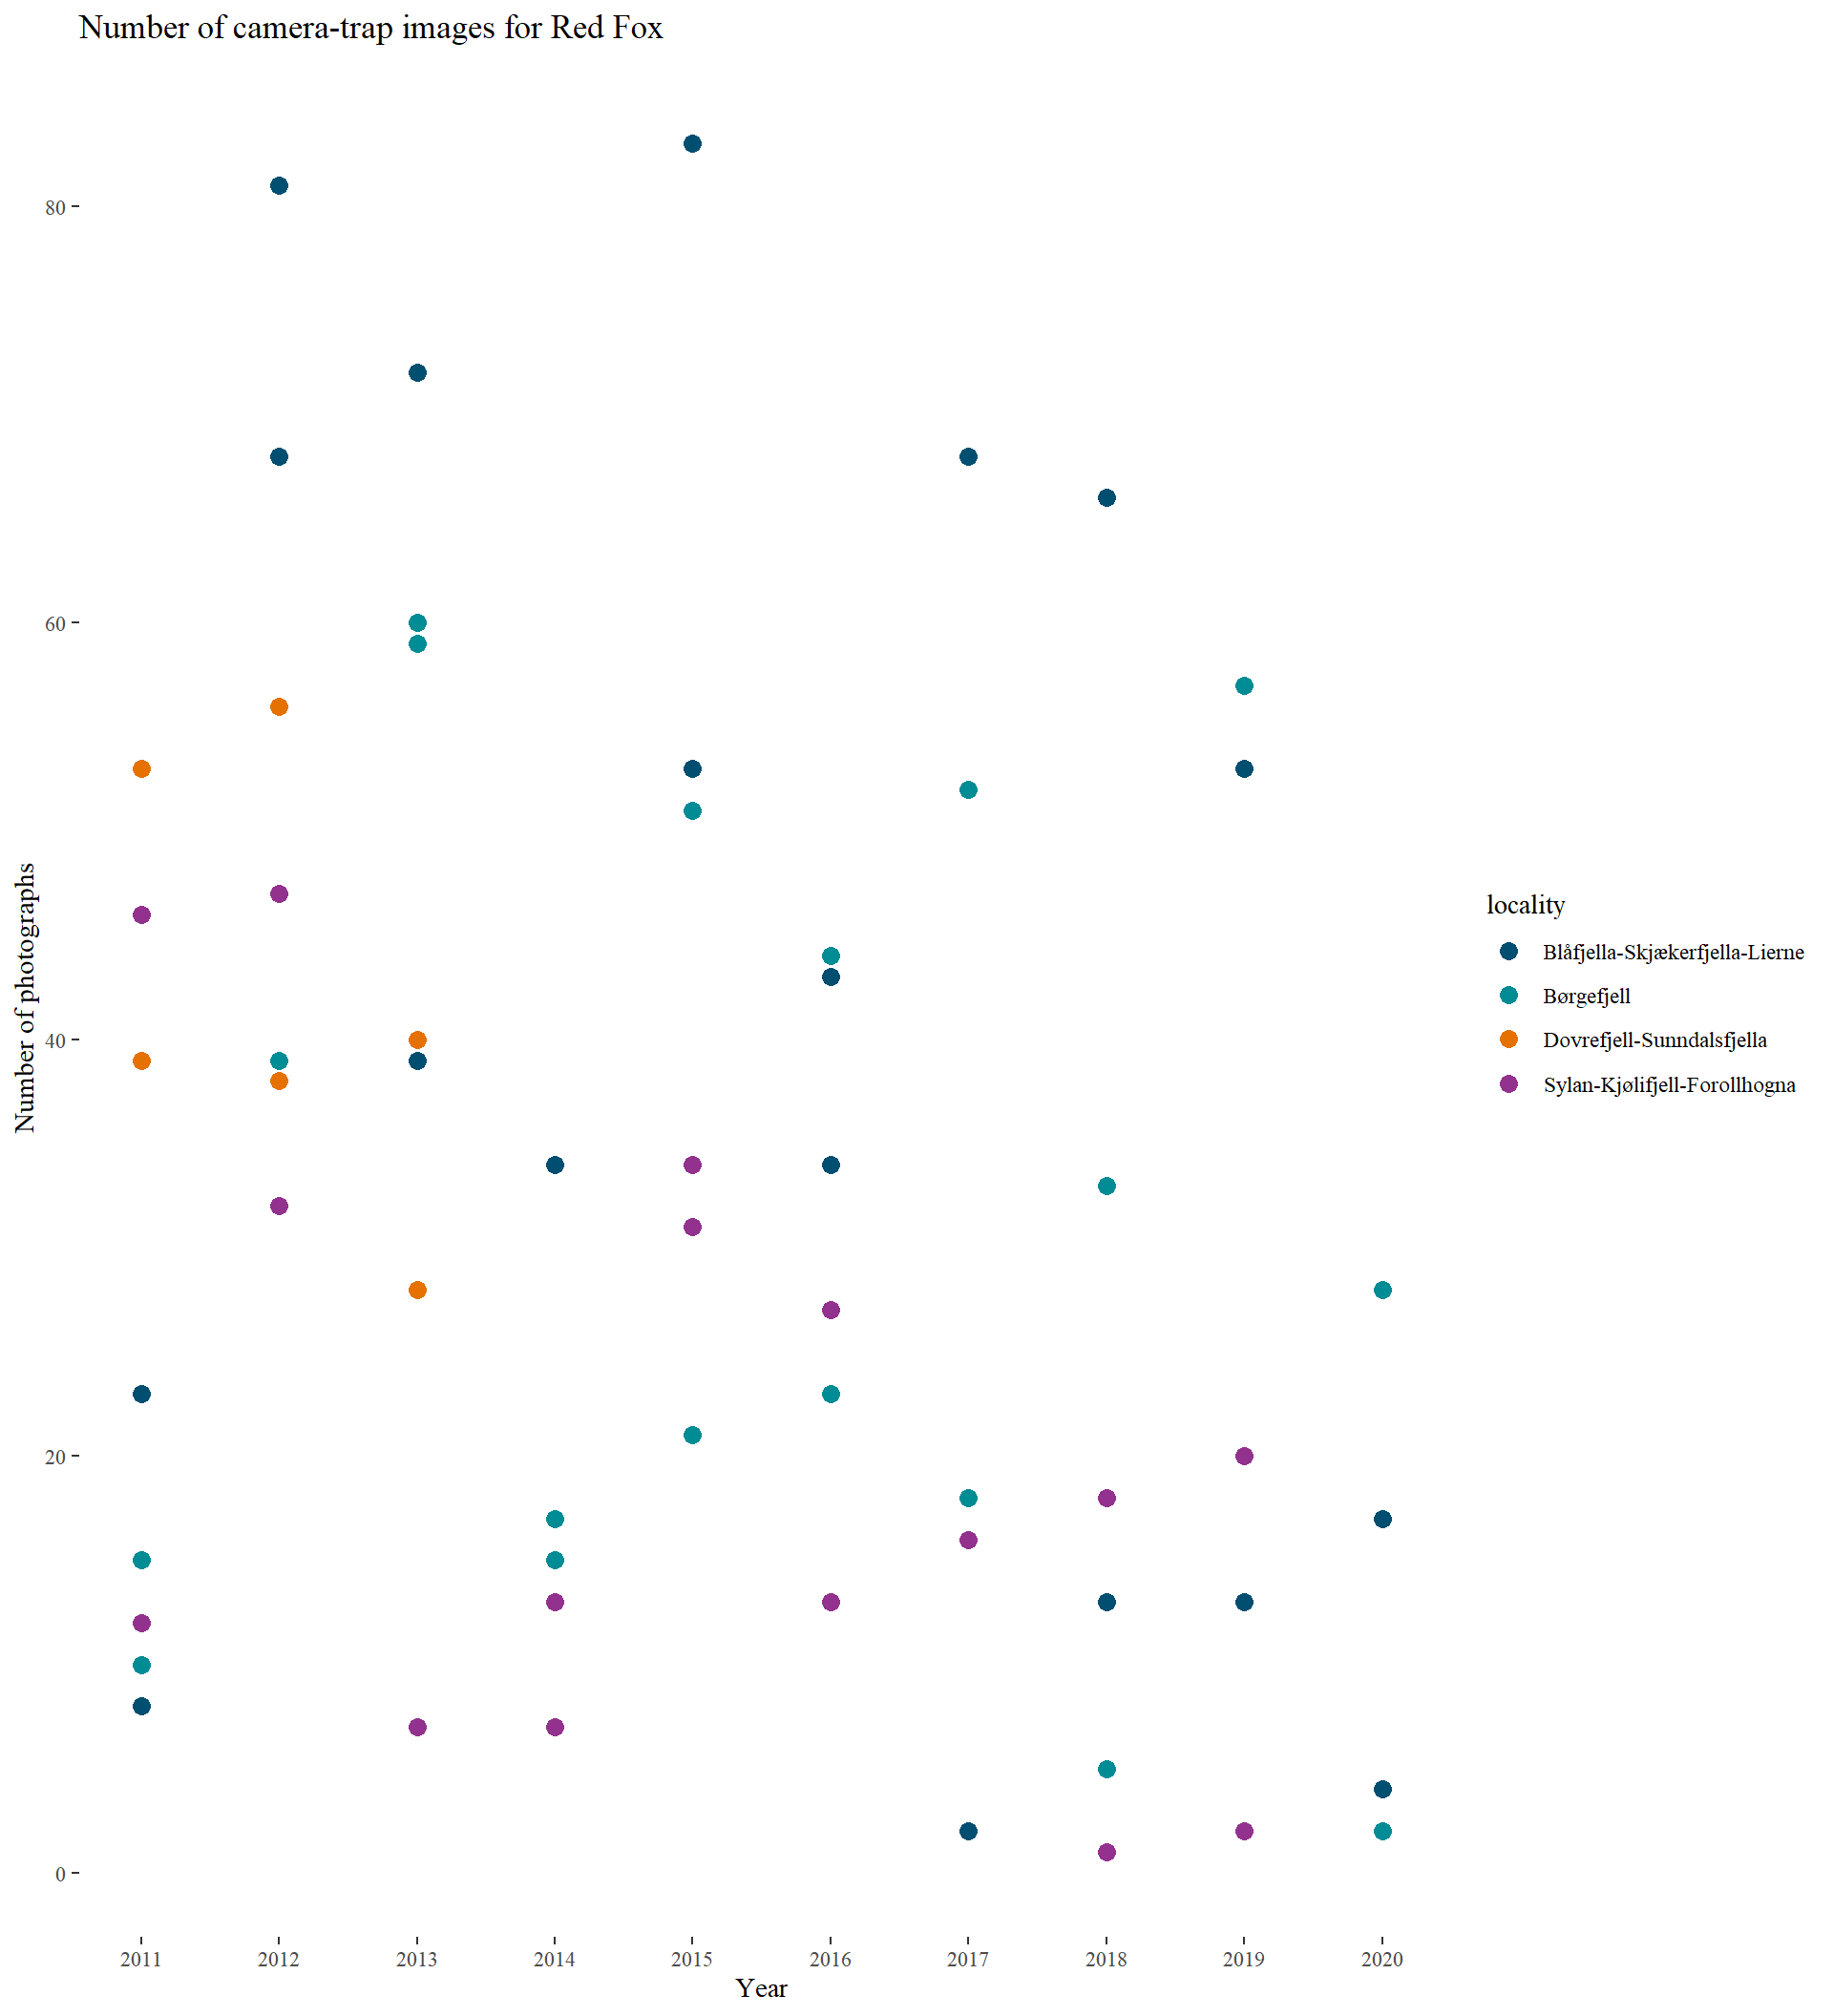 Number of camera-trap images for Red Fox
80
60
40
20
0
Number of photographs
2011 2012 2013 2014 2015 2016 2017 2018 2019 2020
Year
locality
Blåfjella-Skjækerfjella-Lierne
Børgefjell
Dovrefjell-Sunndalsfjella
Sylan-Kjølifjell-Forollhogna